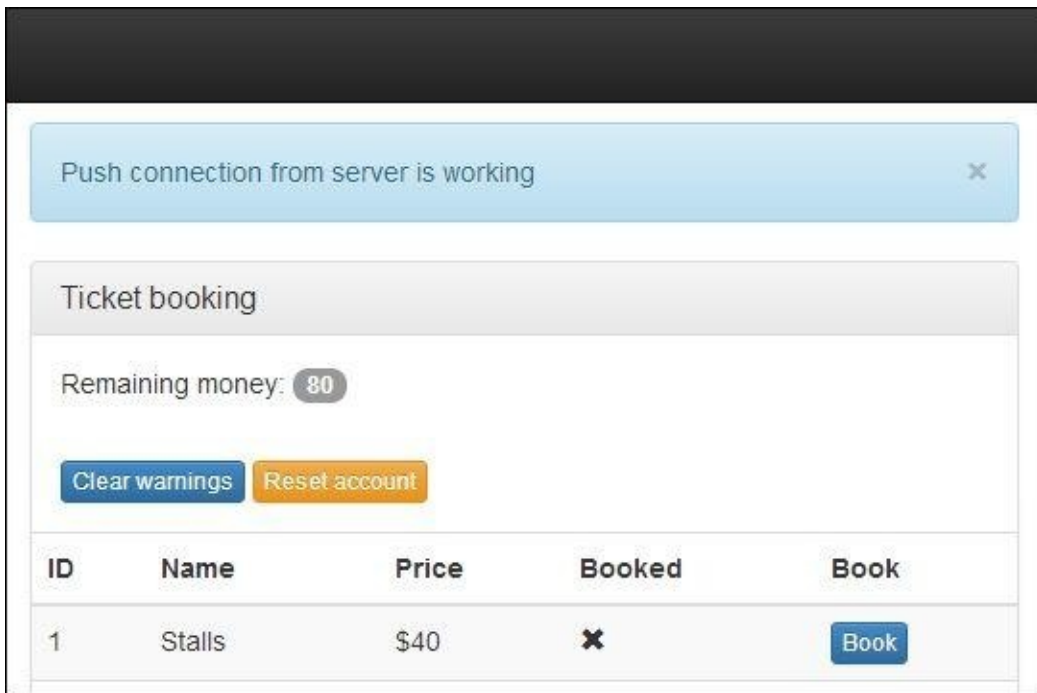 Push connection from server is working ×
Ticket booking
Remaining money: 80
Clear warnings Reset account
ID Name Price Booked Book
1 Stalls $40 ✖ Book